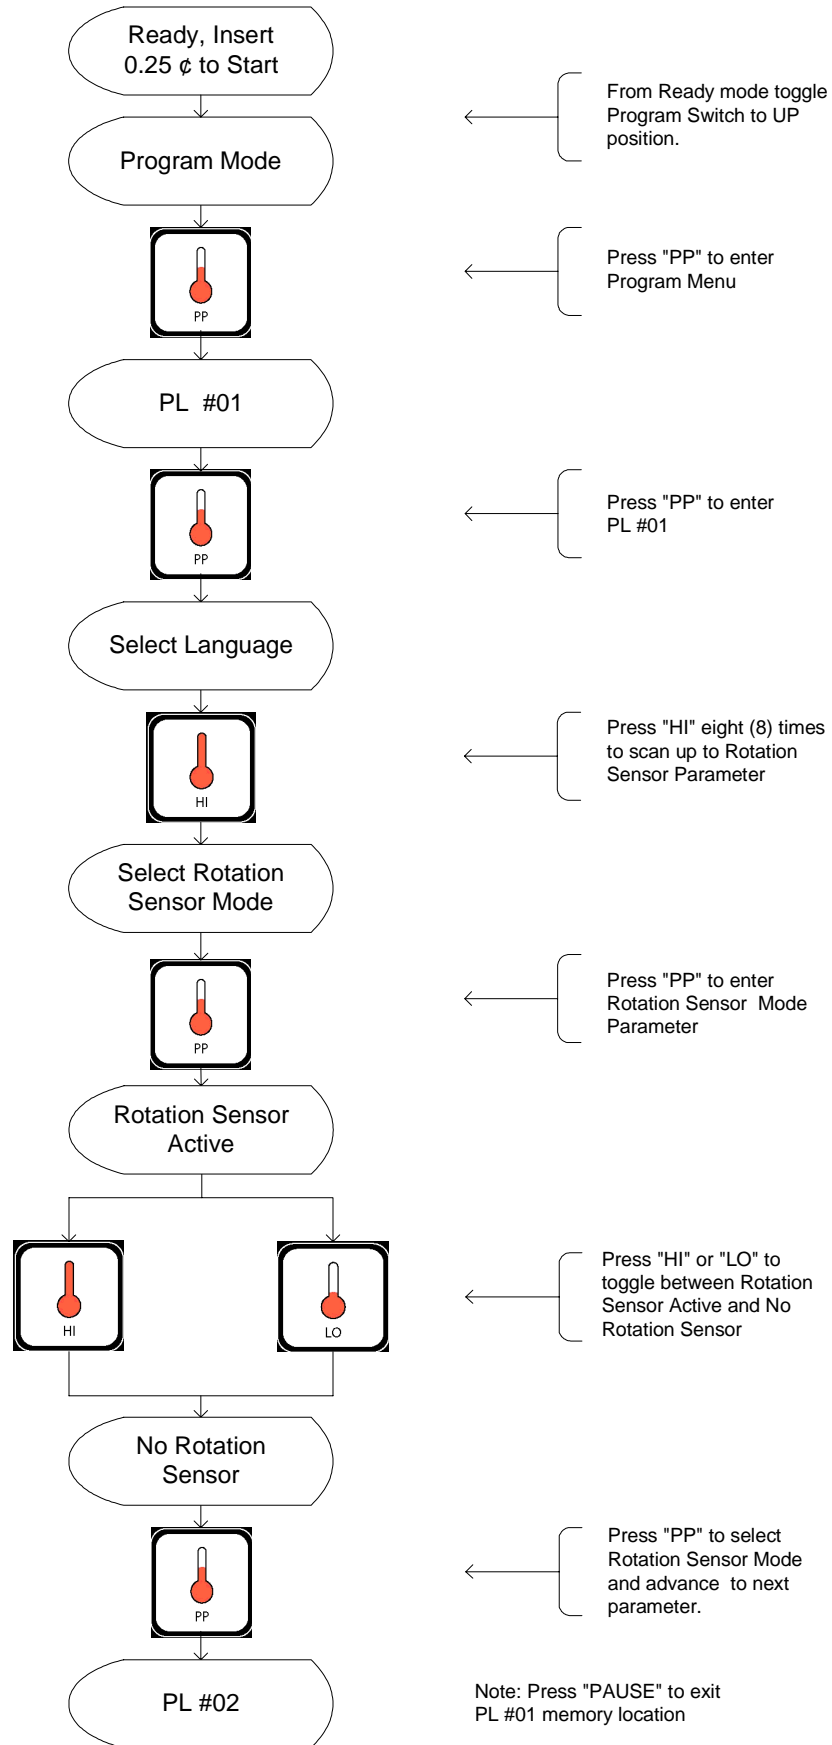 Ready, Insert
0.25 ¢ to Start
From Ready mode toggle
Program Switch to UP
position.
Program Mode
PP
Press "PP" to enter
Program Menu
PL #01
PP
Press "PP" to enter
PL #01
Select Language
HI
Press "HI" eight (8) times
to scan up to Rotation
Sensor Parameter
Select Rotation
Sensor Mode
PP
Press "PP" to enter
Rotation Sensor Mode
Parameter
Rotation Sensor
Active
HI
LO
Press "HI" or "LO" to
toggle between Rotation
Sensor Active and No
Rotation Sensor
No Rotation
Sensor
PP
Press "PP" to select
Rotation Sensor Mode
and advance to next
parameter.
PL #02
Note: Press "PAUSE" to exit
PL #01 memory location